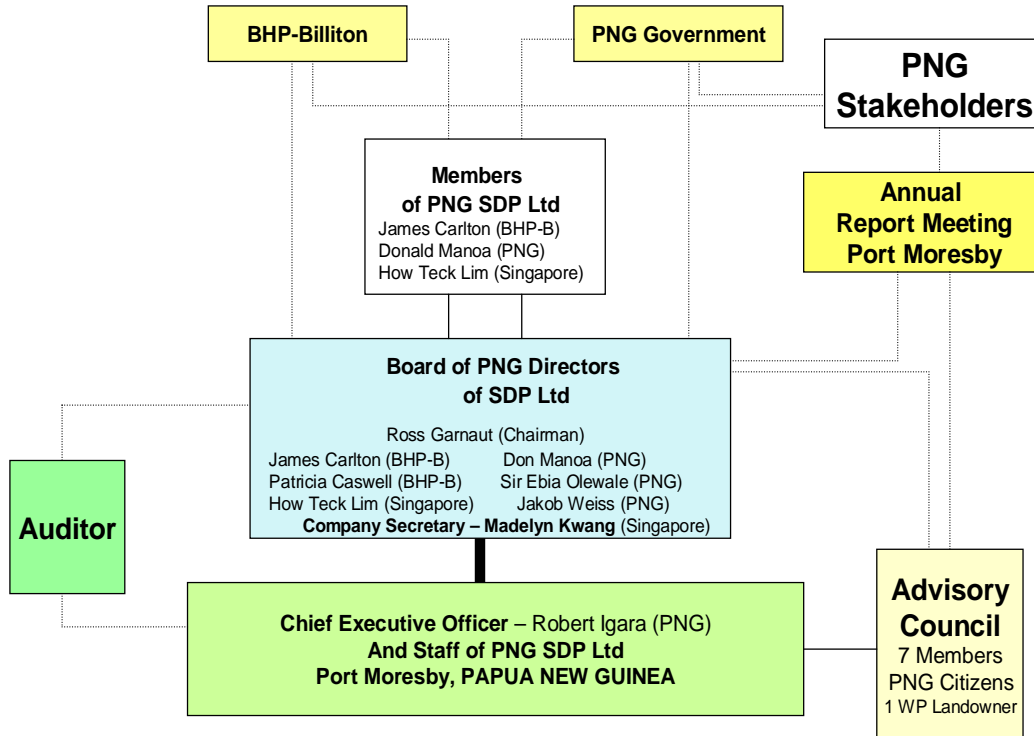 BHP-Billiton
PNG Government
PNG
Stakeholders
Members
of PNG SDP Ltd
James Carlton (BHP-B)
Donald Manoa (PNG)
How Teck Lim (Singapore)
Annual
Report Meeting
Port Moresby
Board of PNG Directors
of SDP Ltd
Ross Garnaut (Chairman)
James Carlton (BHP-B) Don Manoa (PNG)
Patricia Caswell (BHP-B) Sir Ebia Olewale (PNG)
How Teck Lim (Singapore) Jakob Weiss (PNG)
Company Secretary – Madelyn Kwang (Singapore)
Auditor
Chief Executive Officer – Robert Igara (PNG)
And Staff of PNG SDP Ltd
Port Moresby, PAPUA NEW GUINEA
Advisory
Council
7 Members
PNG Citizens
1 WP Landowner